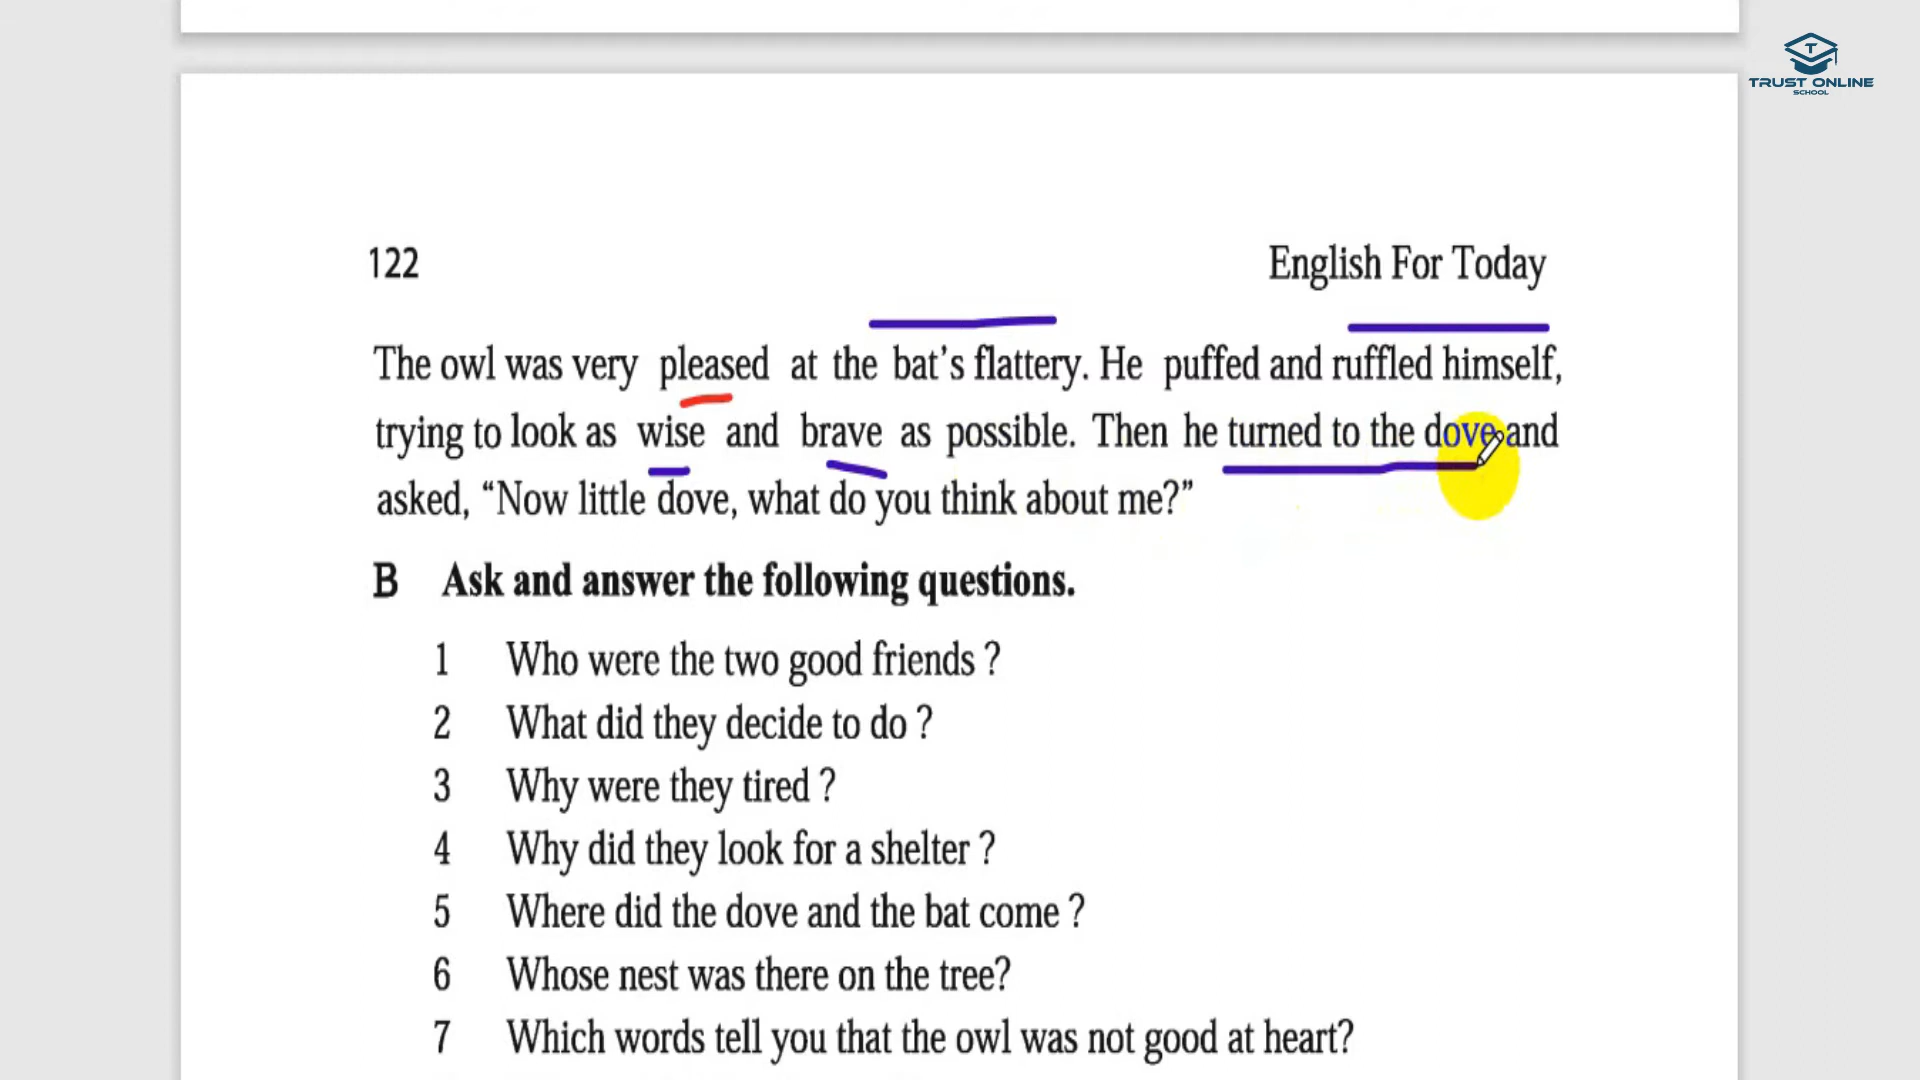 TRUST ONLINE
SCHOOL
122 English For Today
The owl was very pleased at the bat’s flattery. He puffed and ruffled himself,
trying to look as wise and brave as possible. Then he turned to the dove and
asked, “Now little dove, what do you think about me?”
B Ask and answer the following questions.
1 Who were the two good friends ?
2 What did they decide to do ?
3 Why were they tired ?
4 Why did they look for a shelter ?
5 Where did the dove and the bat come ?
6 Whose nest was there on the tree?
7 Which words tell you that the owl was not good at heart?